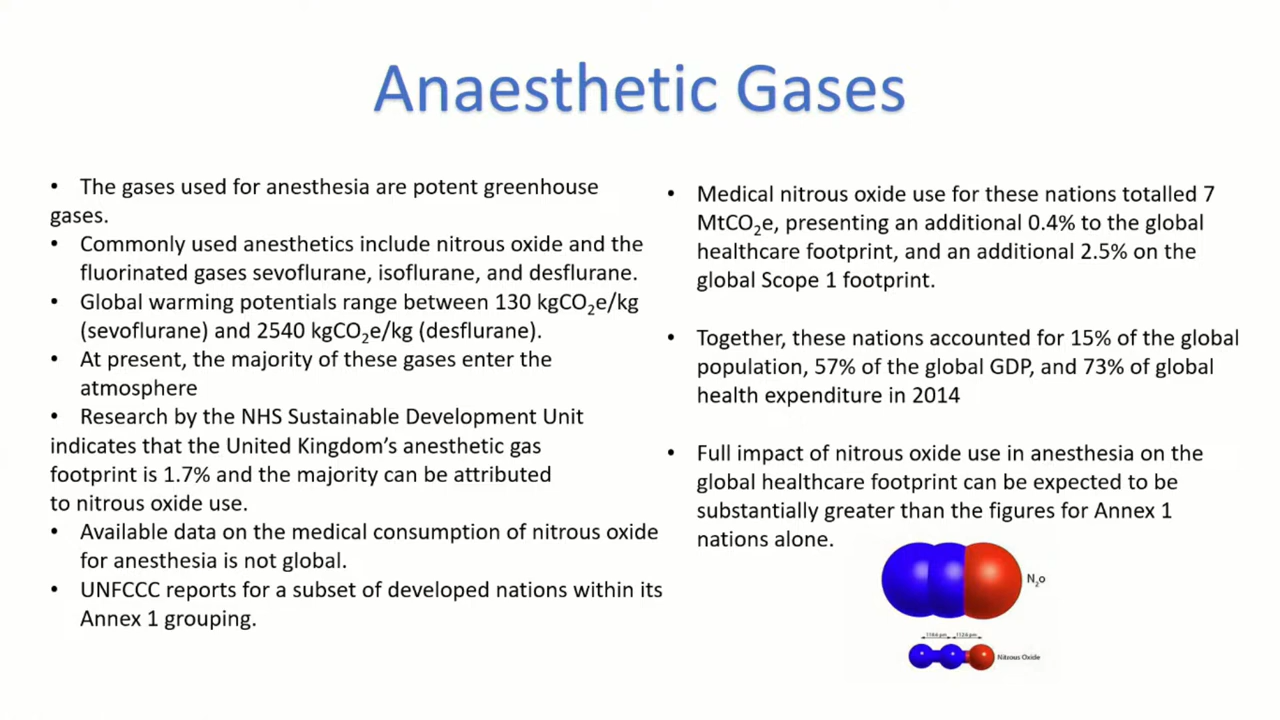 Anaesthetic Gases
• The gases used for anesthesia are potent greenhouse
gases.
• Commonly used anesthetics include nitrous oxide and the
fluorinated gases sevoflurane, isoflurane, and desflurane.
• Global warming potentials range between 130 kgCO₂e/kg
(sevoflurane) and 2540 kgCO₂e/kg (desflurane).
• At present, the majority of these gases enter the
atmosphere
• Research by the NHS Sustainable Development Unit
indicates that the United Kingdom's anesthetic gas
footprint is 1.7% and the majority can be attributed
to nitrous oxide use.
• Available data on the medical consumption of nitrous oxide
for anesthesia is not global.
• UNFCCC reports for a subset of developed nations within its
Annex 1 grouping.
• Medical nitrous oxide use for these nations totalled 7
MtCO₂e, presenting an additional 0.4% to the global
healthcare footprint, and an additional 2.5% on the
global Scope 1 footprint.
• Together, these nations accounted for 15% of the global
population, 57% of the global GDP, and 73% of global
health expenditure in 2014
• Full impact of nitrous oxide use in anesthesia on the
global healthcare footprint can be expected to be
substantially greater than the figures for Annex 1
nations alone.
N₂o
Nitrous Oxide